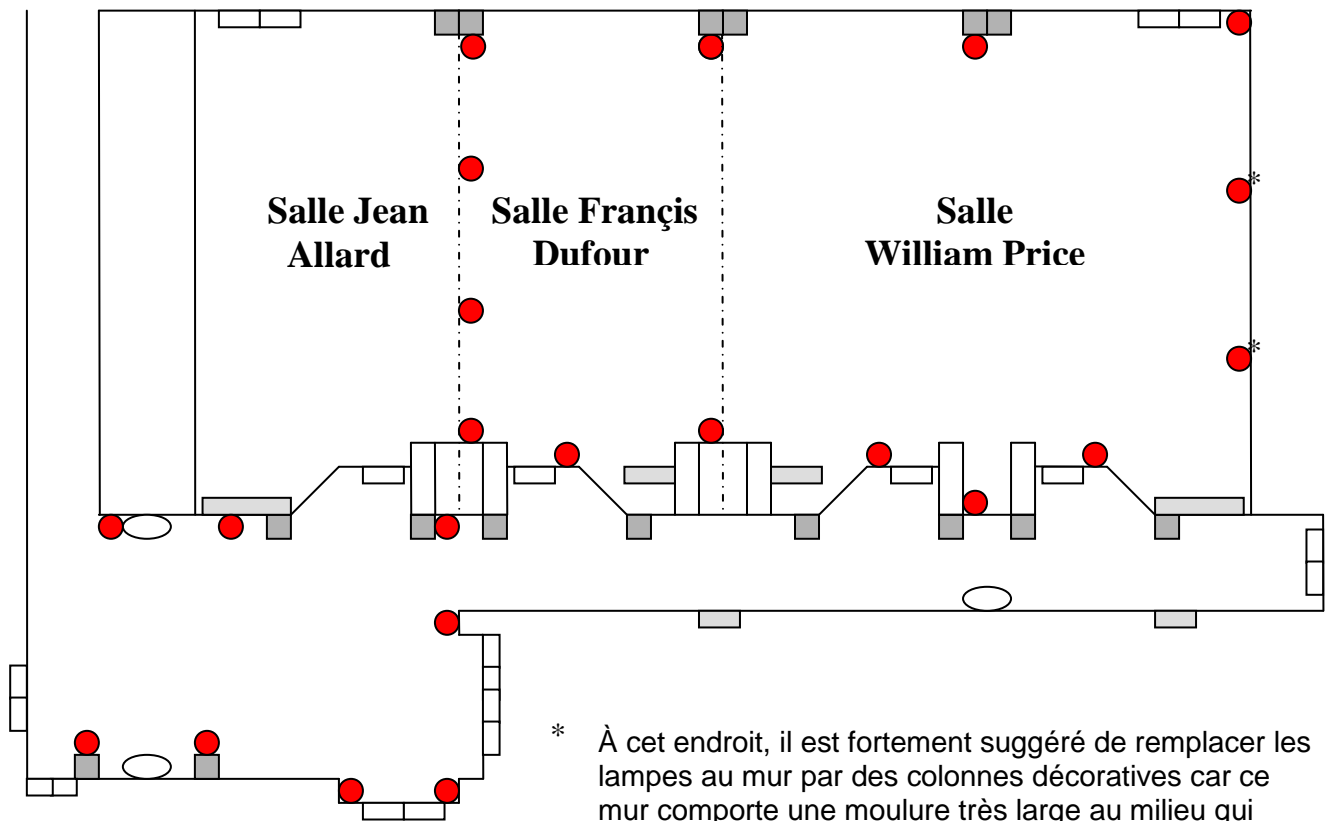 Salle Jean
Allard
Salle Françis
Dufour
Salle
William Price
*
*
* À cet endroit, il est fortement suggéré de remplacer les
lampes au mur par des colonnes décoratives car ce
mur comporte une moulure très large au milieu qui